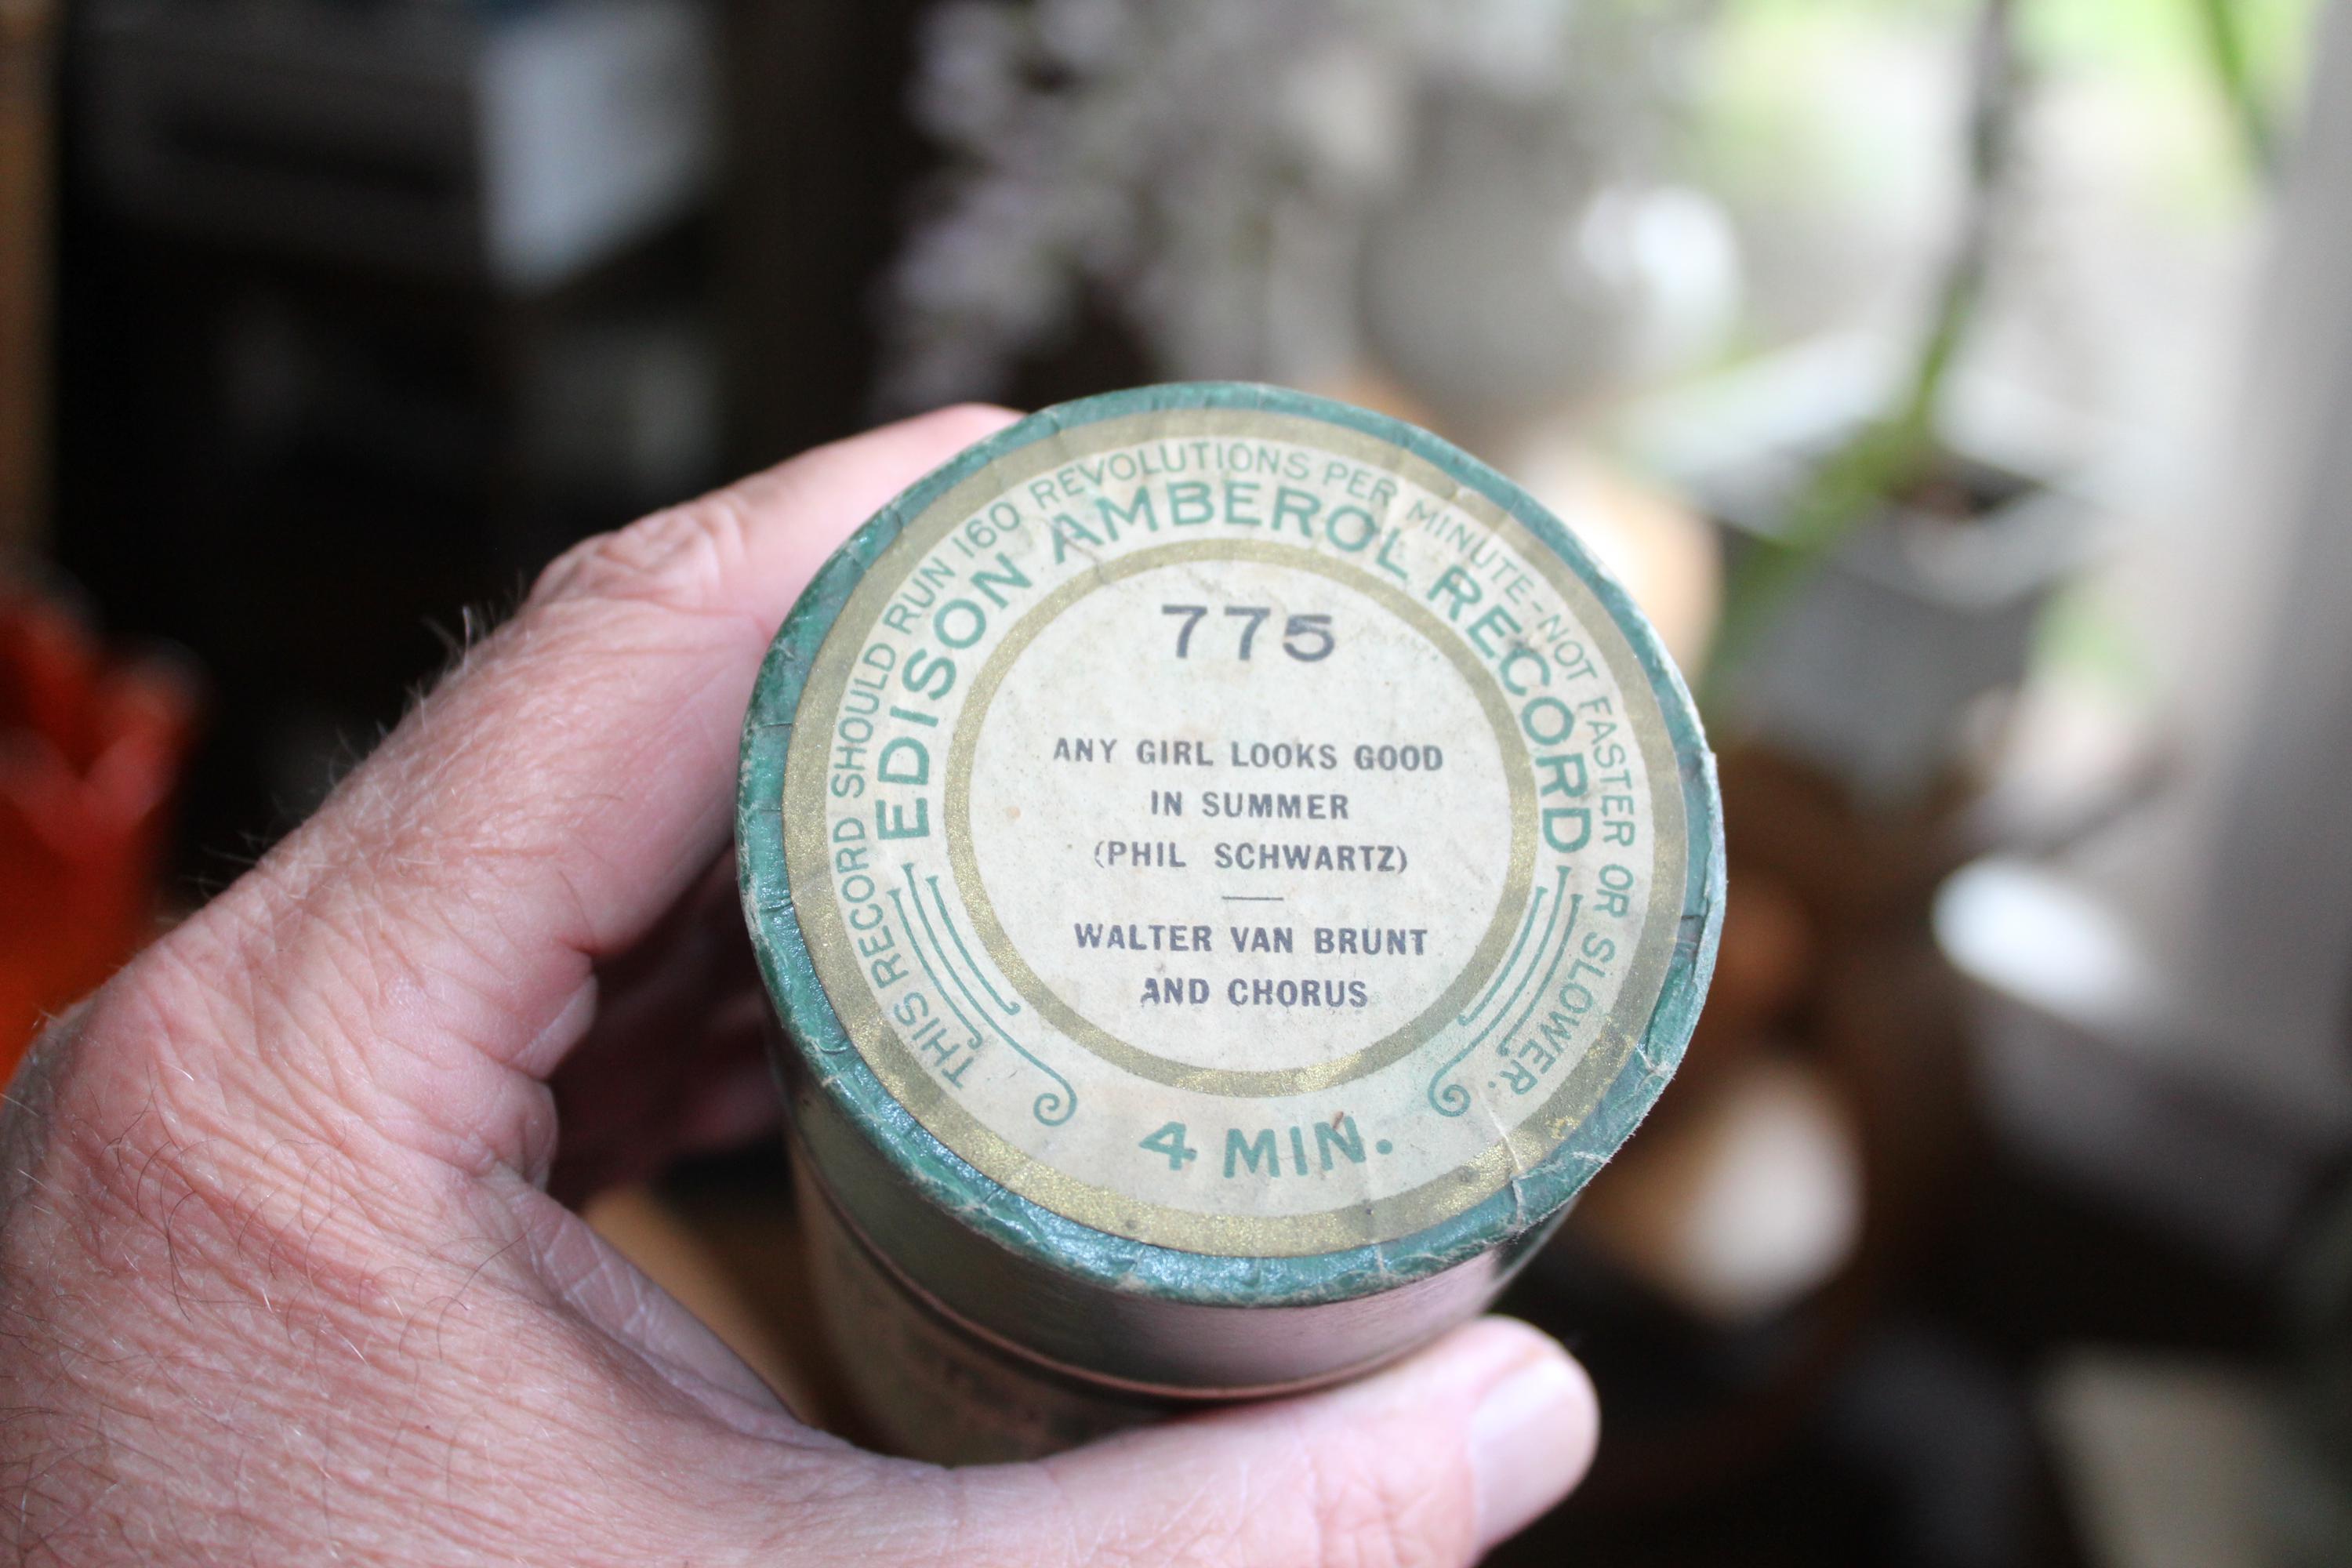 THIS RECORD SHOULD RUN 160 REVOLUTIONS PER MINUTE-NOT FASTER OR SLOWER.
EDISON AMBEROL RECORD
775
ANY GIRL LOOKS GOOD
IN SUMMER
(PHIL SCHWARTZ)
WALTER VAN BRUNT
AND CHORUS
4 MIN.